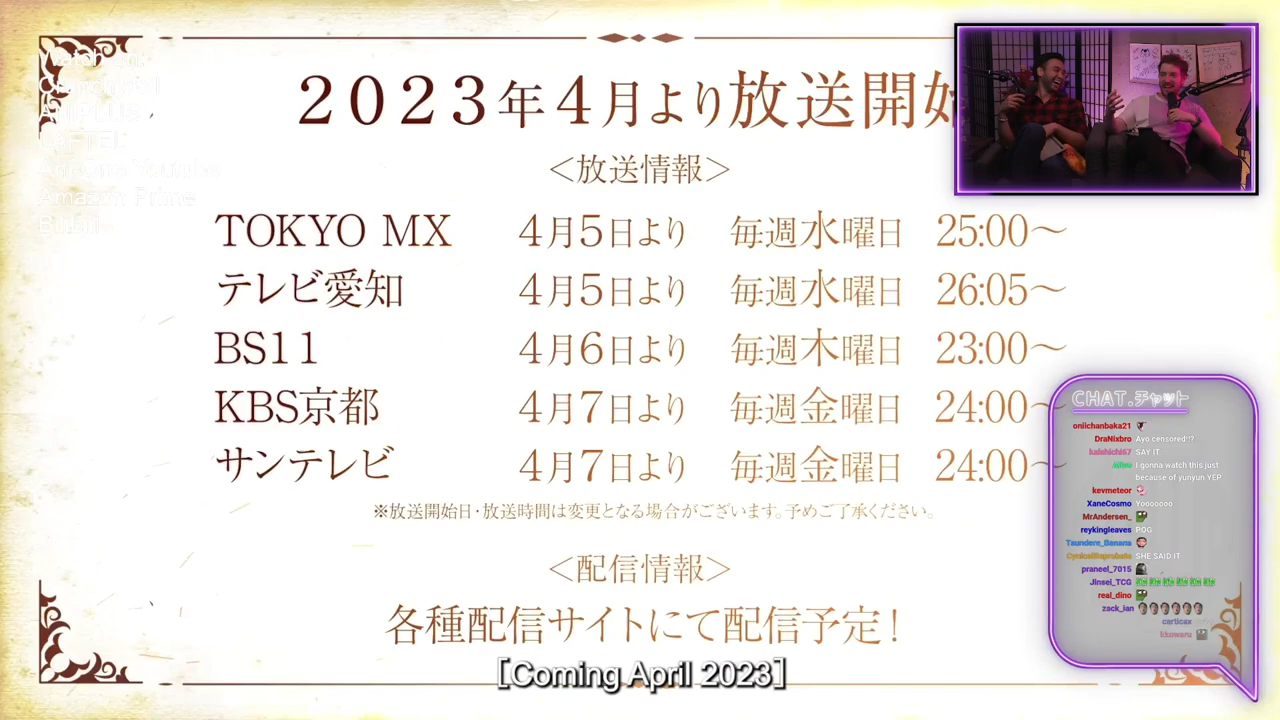 2023年4月より放送開始
＜放送情報＞
TOKYO MX 4月5日より 毎週水曜日 25:00～
テレビ愛知 4月5日より 毎週水曜日 26:05～
BS11 4月6日より 毎週木曜日 23:00～
KBS京都 4月7日より 毎週金曜日 24:00～
サンテレビ 4月7日より 毎週金曜日 24:00～
※放送開始日・放送時間は変更となる場合がございます。予めご了承ください。
＜配信情報＞
各種配信サイトにて配信予定！
[Coming April 2023]
Amazon Prime
CHAT.チャット
oniichanbaka21
DraNixbro Ayo censored!?
kaishichi67 SAY IT
I gonna watch this just
because of yunyun YEP
kevmeteor
XaneCosmo Yooooooo
MrAndersen_
reykingleaves POG
Taundere_Banana
SHE SAID IT
praneel_7015
Jinsei_TCG
real_dino
zack_ian
certicax